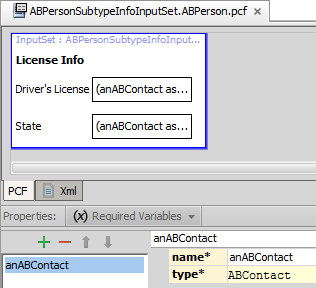 ABPersonSubtypeInfoInputSet.ABPerson.pcf ×
InputSet : ABPersonSubtypeInfoInput...
License Info
Driver's License (anABContact as...
State (anABContact as...
PCF Xml
Properties: (x) Required Variables
anABContact
anABContact
name* anABContact
type* ABContact